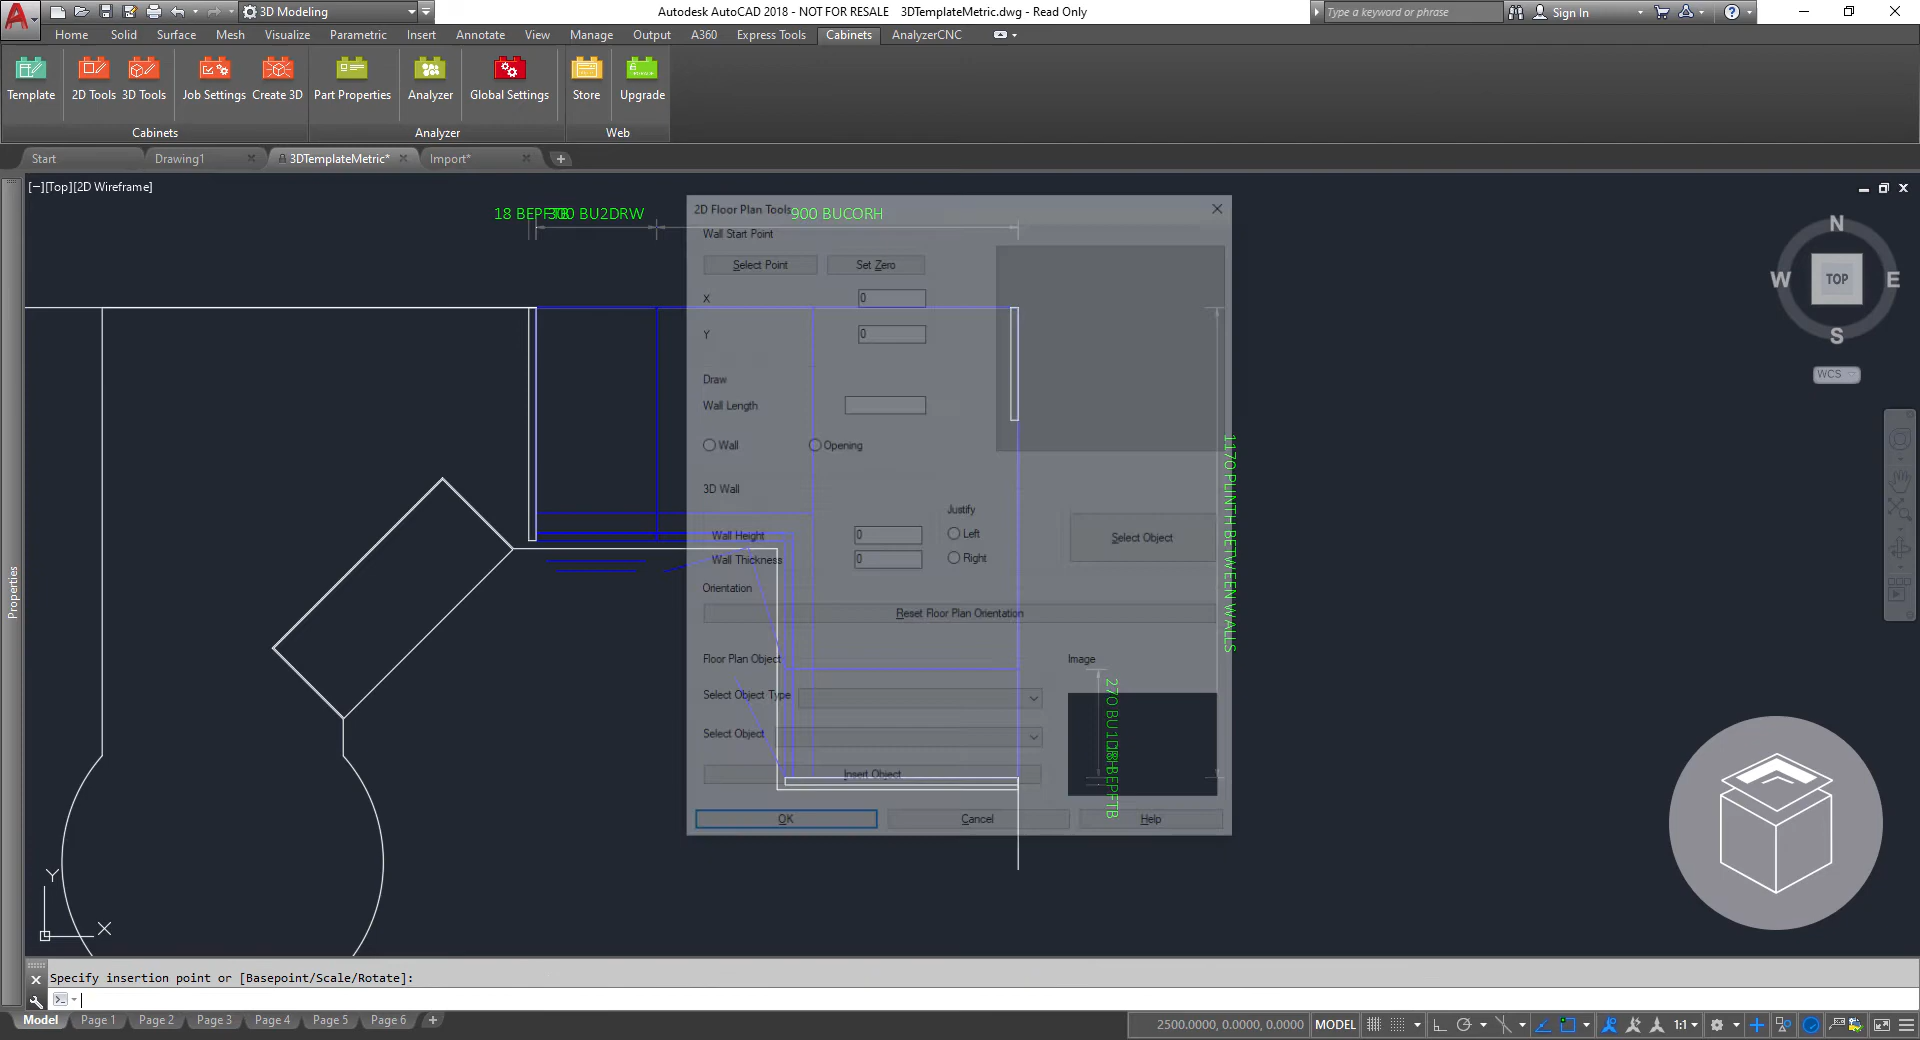 3D Modeling
Autodesk AutoCAD 2018 - NOT FOR RESALE 3DTemplateMetric.dwg - Read Only
Type a keyword or phrase
Sign In
Home Solid Surface Mesh Visualize Parametric Insert Annotate View Manage Output A360 Express Tools Cabinets AnalyzerCNC
Template 2D Tools 3D Tools Job Settings Create 3D Part Properties Analyzer Global Settings Store Upgrade
Cabinets Analyzer Web
Start Drawing1 3DTemplateMetric* Import*
[−][Top][2D Wireframe]
18 BEPFTB 300 BU2DRW 900 BUCORH
2D Floor Plan Tools
Wall Start Point
Select Point Set Zero
X 0
Y 0
Draw
Wall Length
Wall Opening
3D Wall
Justify
Wall Height 0 Left
Select Object
Wall Thickness 0 Right
Orientation
Reset Floor Plan Orientation
Floor Plan Object Image
Select Object Type
Select Object
Insert Object
OK Cancel Help
1170 PLINTH BETWEEN WALLS
N
W TOP E
S
WCS
Properties
Y
X
Specify insertion point or [Basepoint/Scale/Rotate]:
Model Page 1 Page 2 Page 3 Page 4 Page 5 Page 6
2500.0000, 0.0000, 0.0000 MODEL 1:1